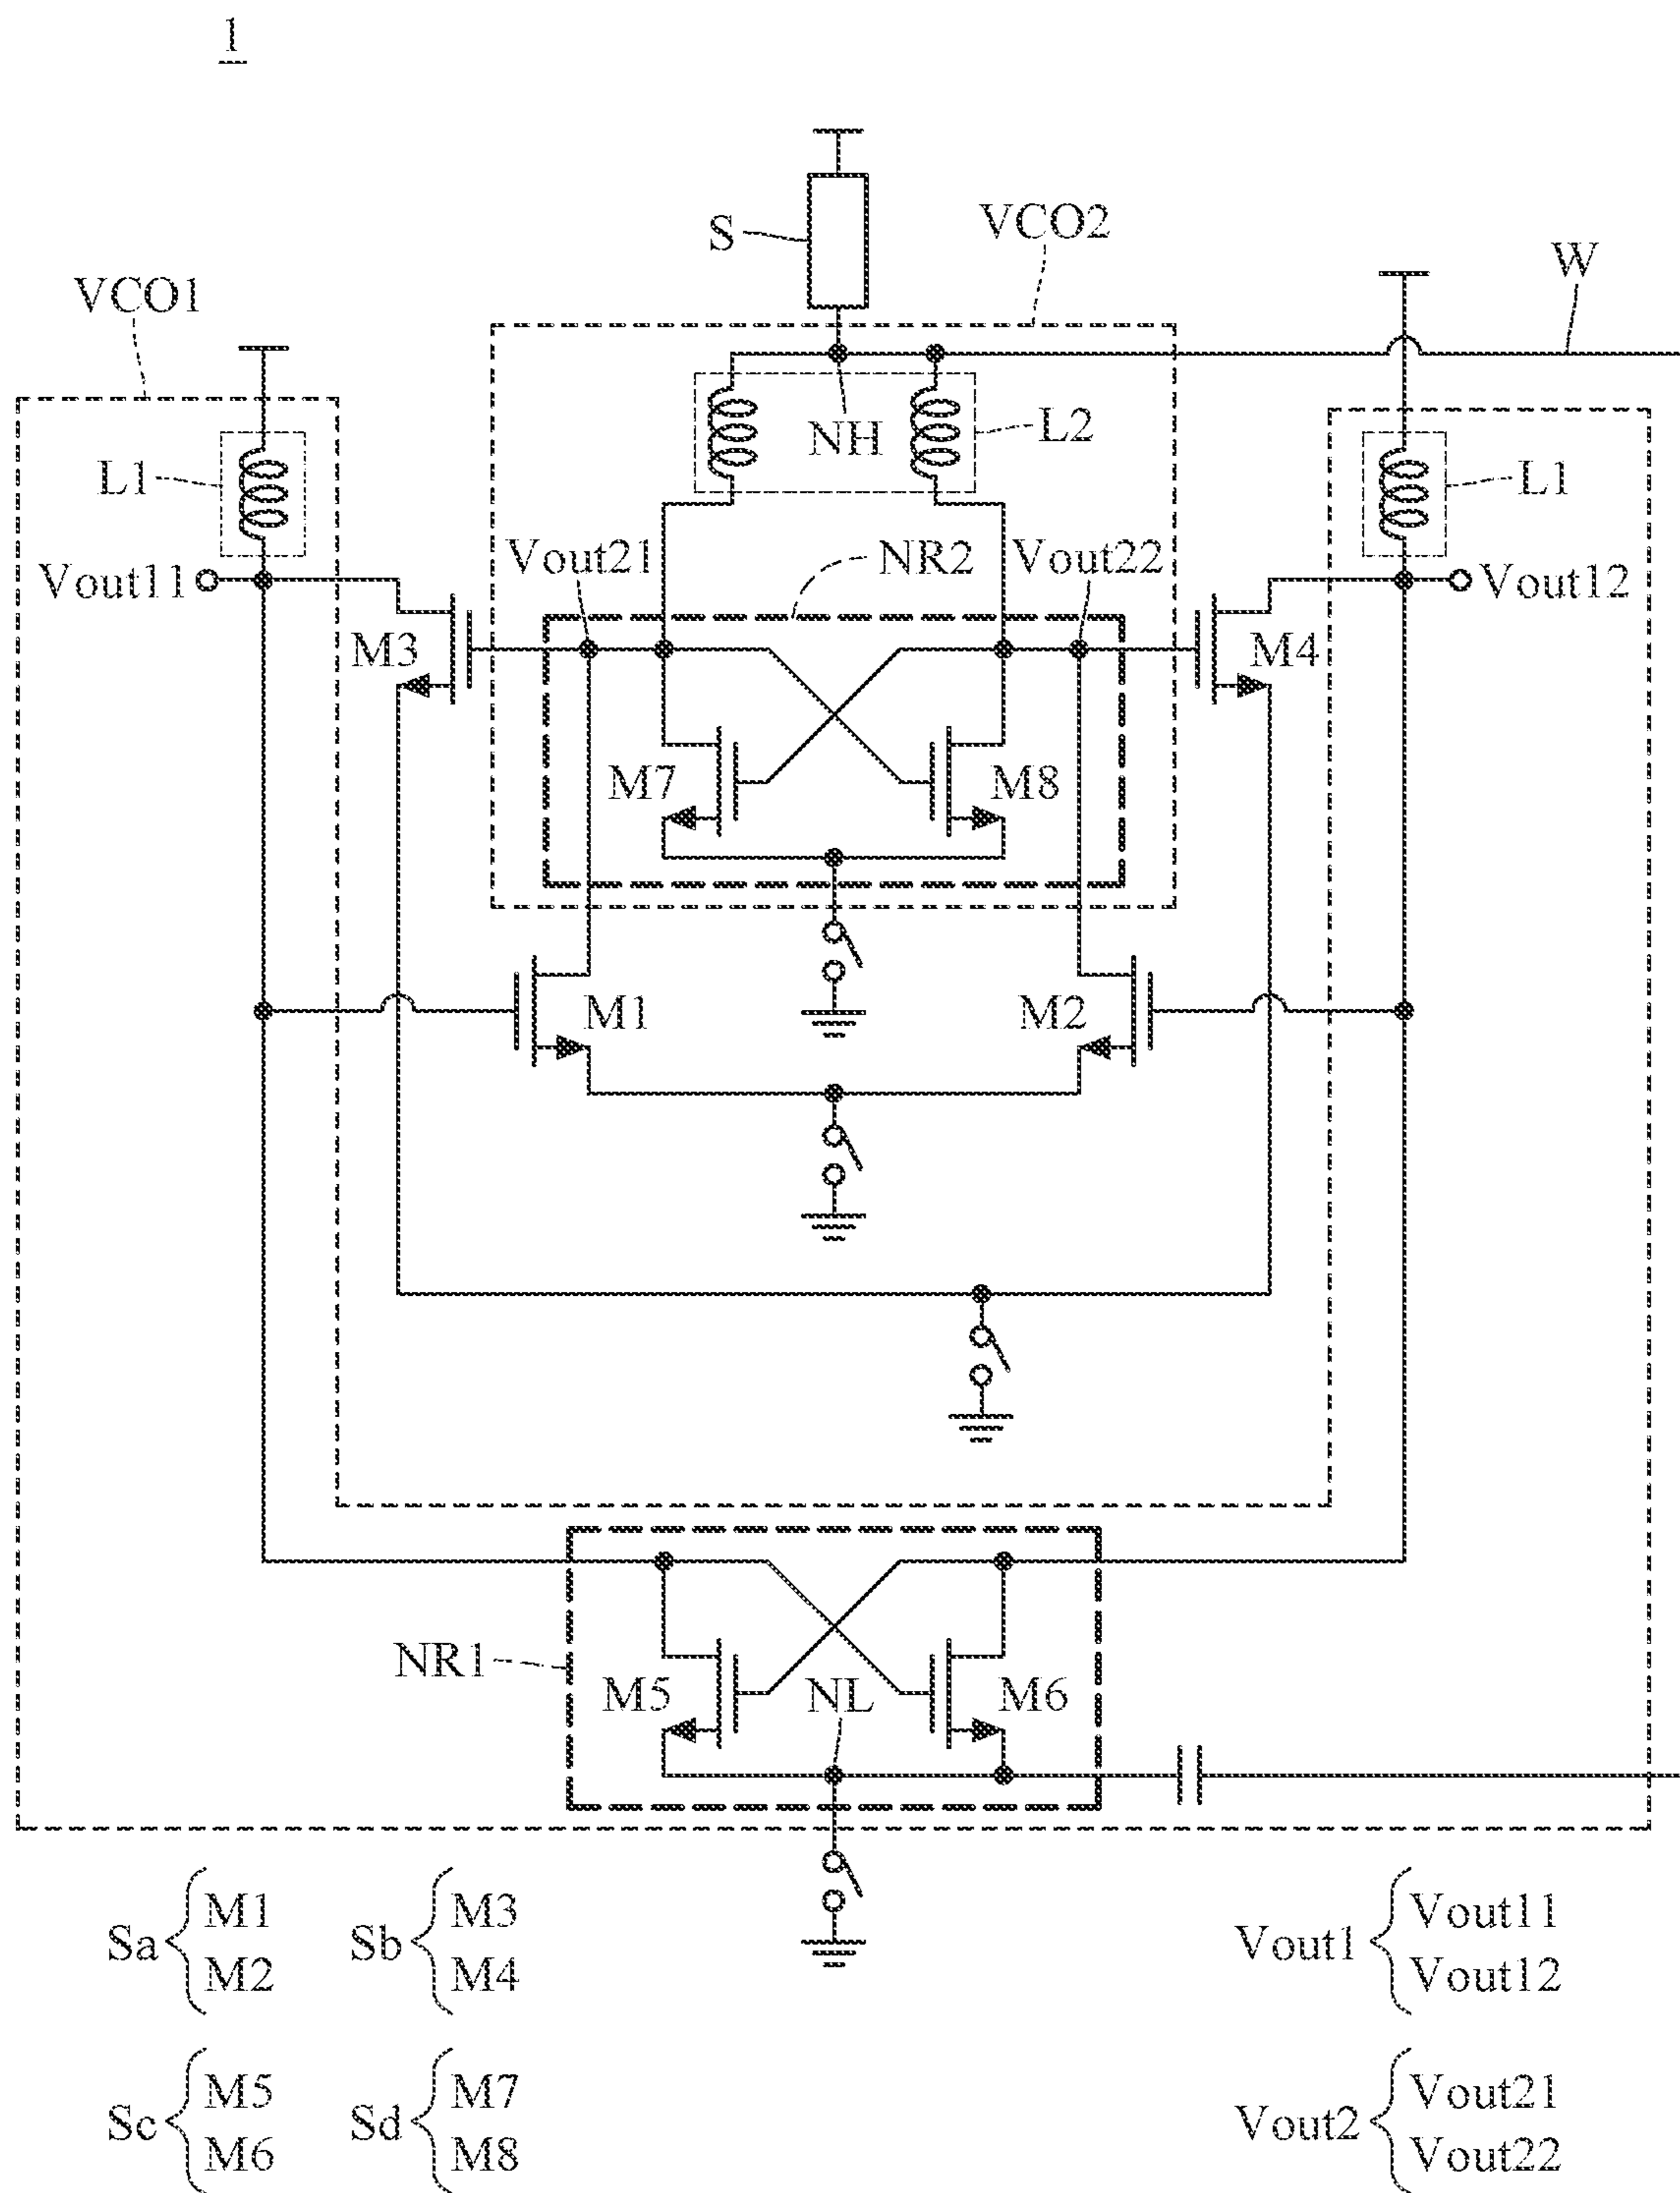 1
S
VCO2
W
VCO1
NH
L2
L1
L1
Vout21
NR2
Vout22
Vout11
Vout12
M3
M4
M7
M8
M1
M2
NR1
M5
NL
M6
Sa { M1
M2
Sb { M3
M4
Vout1 { Vout11
Vout12
Sc { M5
M6
Sd { M7
M8
Vout2 { Vout21
Vout22